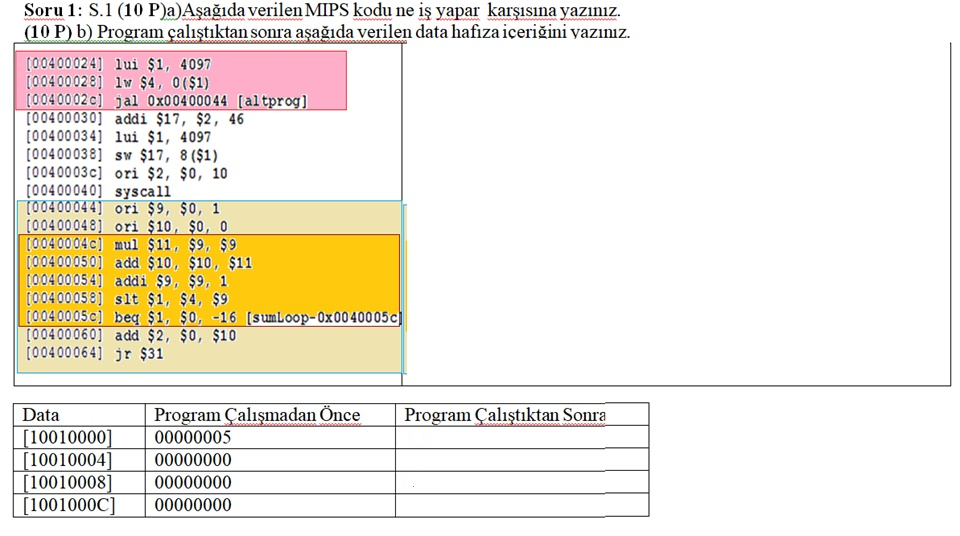 Soru 1: S.1 (10 P)a)Aşağıda verilen MIPS kodu ne iş yapar karşısına yazınız.
(10 P) b) Program çalıştıktan sonra aşağıda verilen data hafıza içeriğini yazınız.
[00400024] lui $1, 4097
[00400028] lw $4, 0($1)
[0040002c] jal 0x00400044 [altprog]
[00400030] addi $17, $2, 46
[00400034] lui $1, 4097
[00400038] sw $17, 8($1)
[0040003c] ori $2, $0, 10
[00400040] syscall
[00400044] ori $9, $0, 1
[00400048] ori $10, $0, 0
[0040004c] mul $11, $9, $9
[00400050] add $10, $10, $11
[00400054] addi $9, $9, 1
[00400058] slt $1, $4, $9
[0040005c] beq $1, $0, -16 [sumLoop-0x0040005c]
[00400060] add $2, $0, $10
[00400064] jr $31
Data Program Çalışmadan Önce Program Çalıştıktan Sonra
[10010000] 00000005
[10010004] 00000000
[10010008] 00000000
[1001000C] 00000000